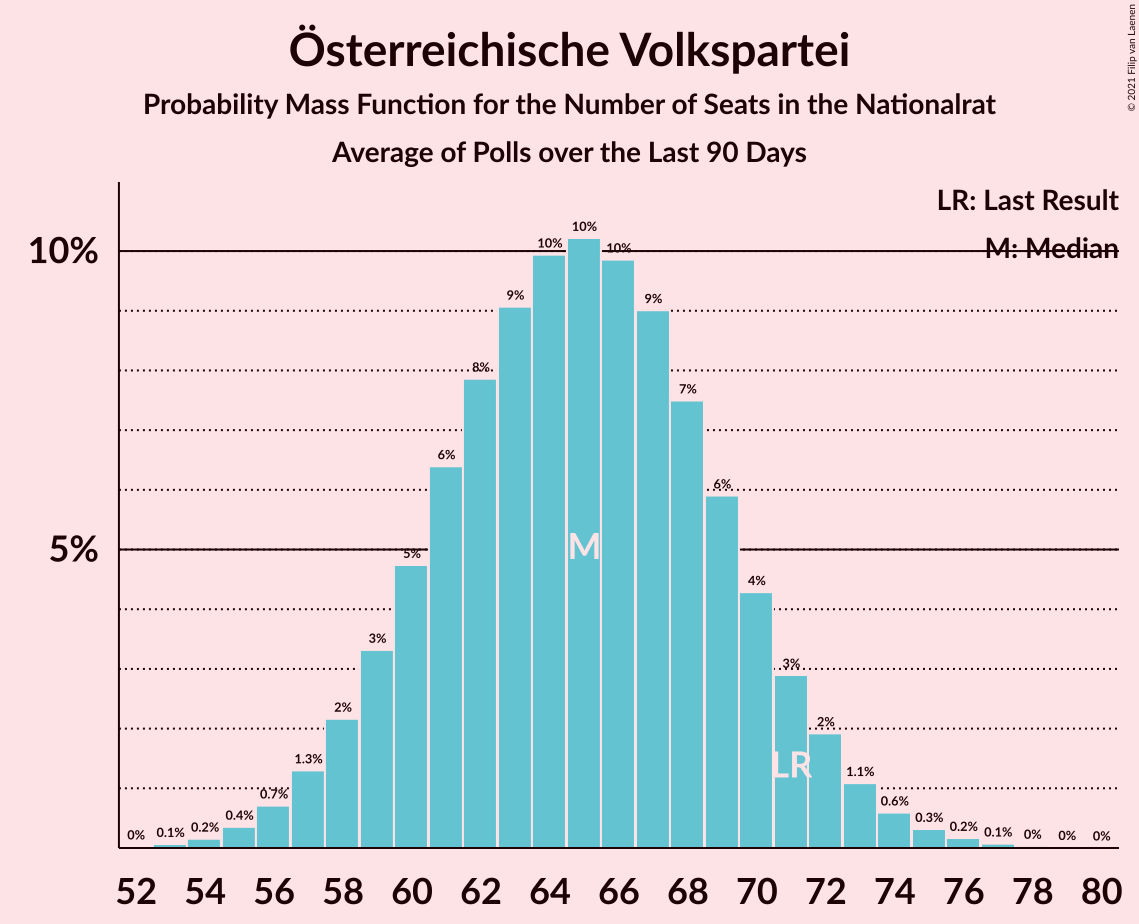 Österreichische Volkspartei
Probability Mass Function for the Number of Seats in the Nationalrat
Average of Polls over the Last 90 Days
© 2021 Filip van Laenen
LR: Last Result
M: Median
10%
5%
0% 0.1% 0.2% 0.4% 0.7% 1.3% 2% 3% 5% 6% 8% 9% 10% 10% 10% 9% 7% 6% 4% 3% 2% 1.1% 0.6% 0.3% 0.2% 0.1% 0% 0% 0%
M
LR
52 54 56 58 60 62 64 66 68 70 72 74 76 78 80